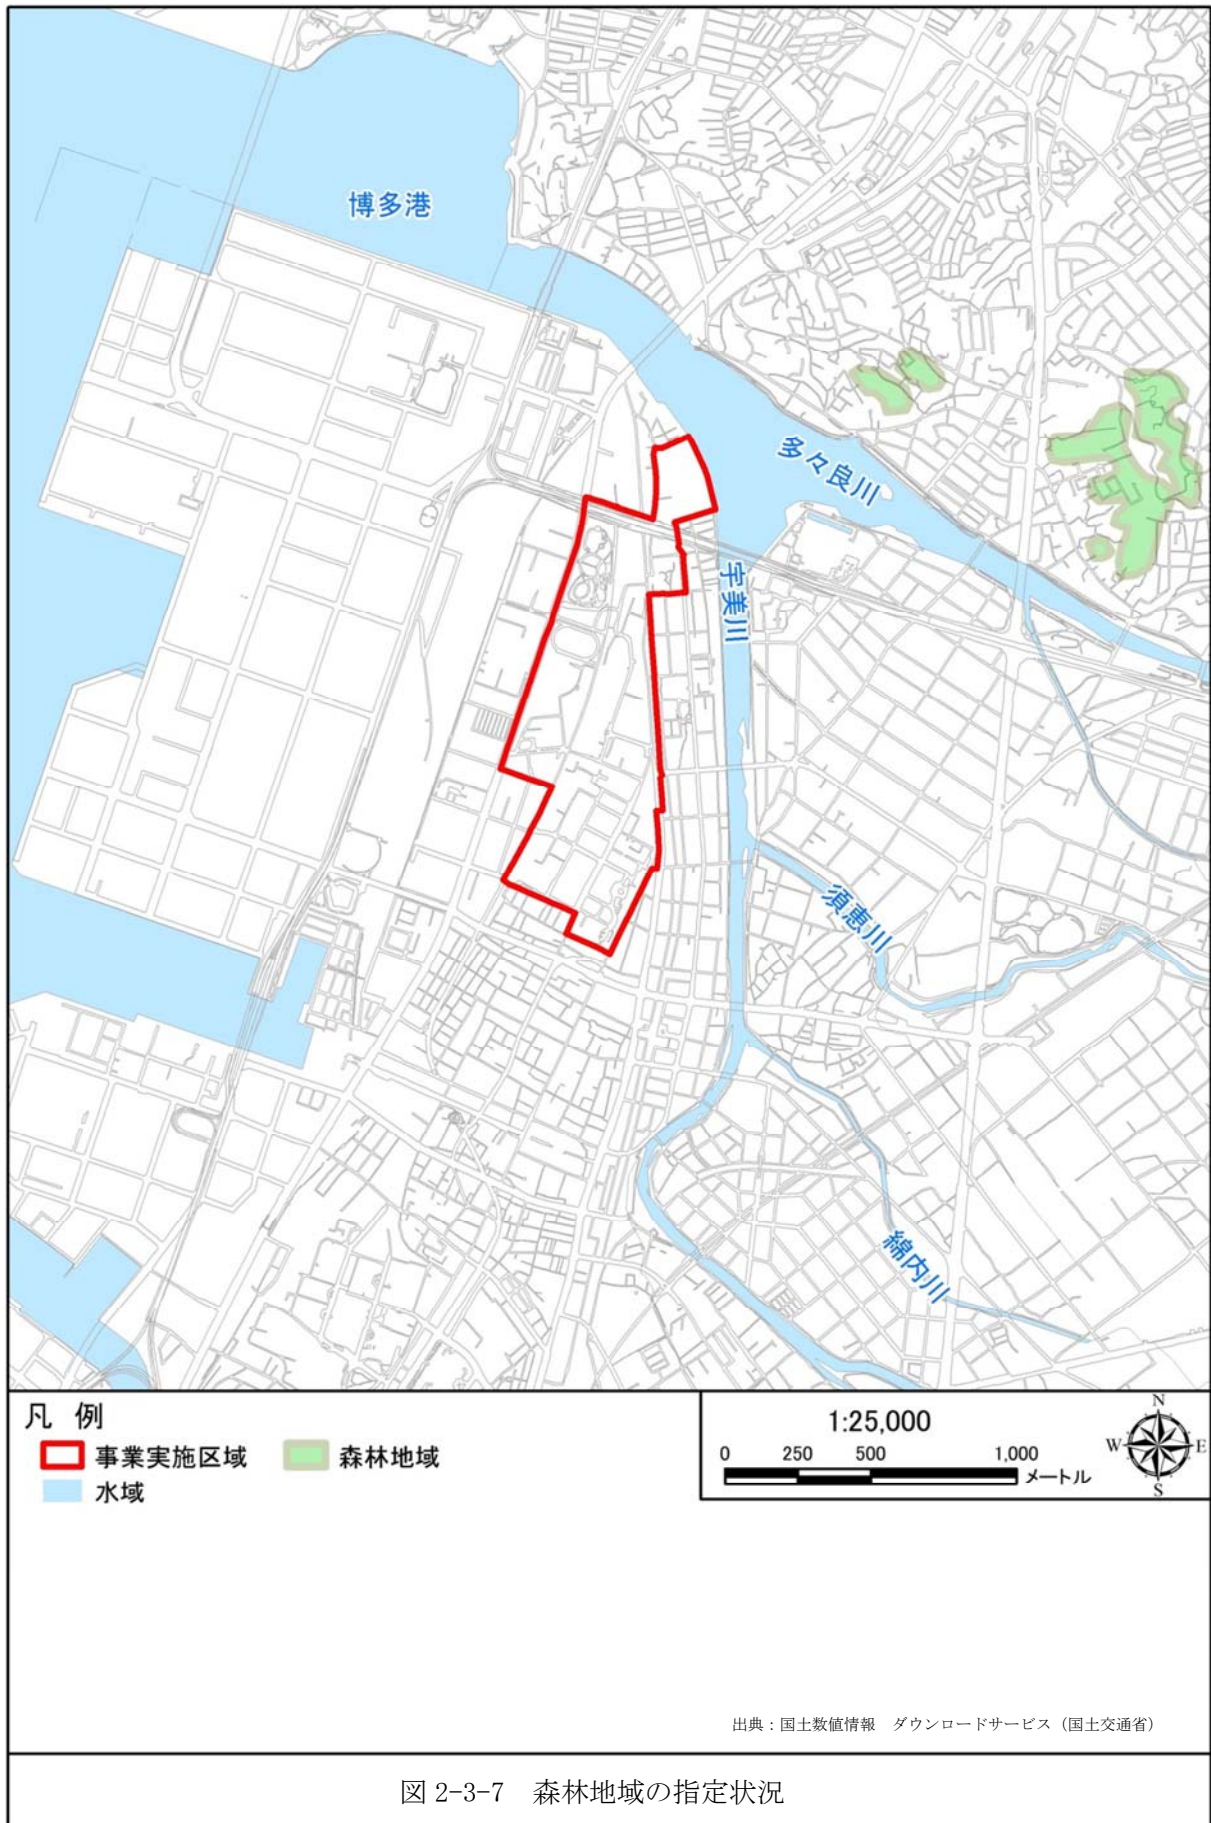 博多港
多々良川
宇美川
須恵川
綿内川
凡 例
事業実施区域
森林地域
水域
1:25,000
0 250 500 1,000
メートル
N
W E
S
出典：国土数値情報　ダウンロードサービス（国土交通省）
図 2-3-7　森林地域の指定状況